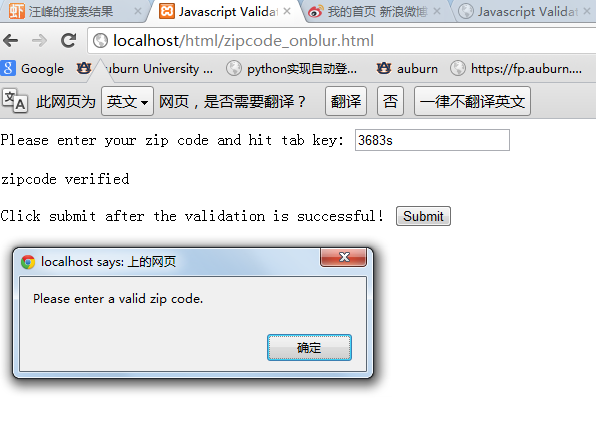 汪峰的搜索结果 Javascript Validat 我的首页 新浪微博 Javascript Validat
localhost/html/zipcode_onblur.html
Google auburn University ... python实现自动登... auburn https://fp.auburn....
此网页为 英文 网页，是否需要翻译？ 翻译 否 一律不翻译英文
Please enter your zip code and hit tab key: 3683s
zipcode verified
Click submit after the validation is successful! Submit
localhost says: 上的网页
Please enter a valid zip code.
确定